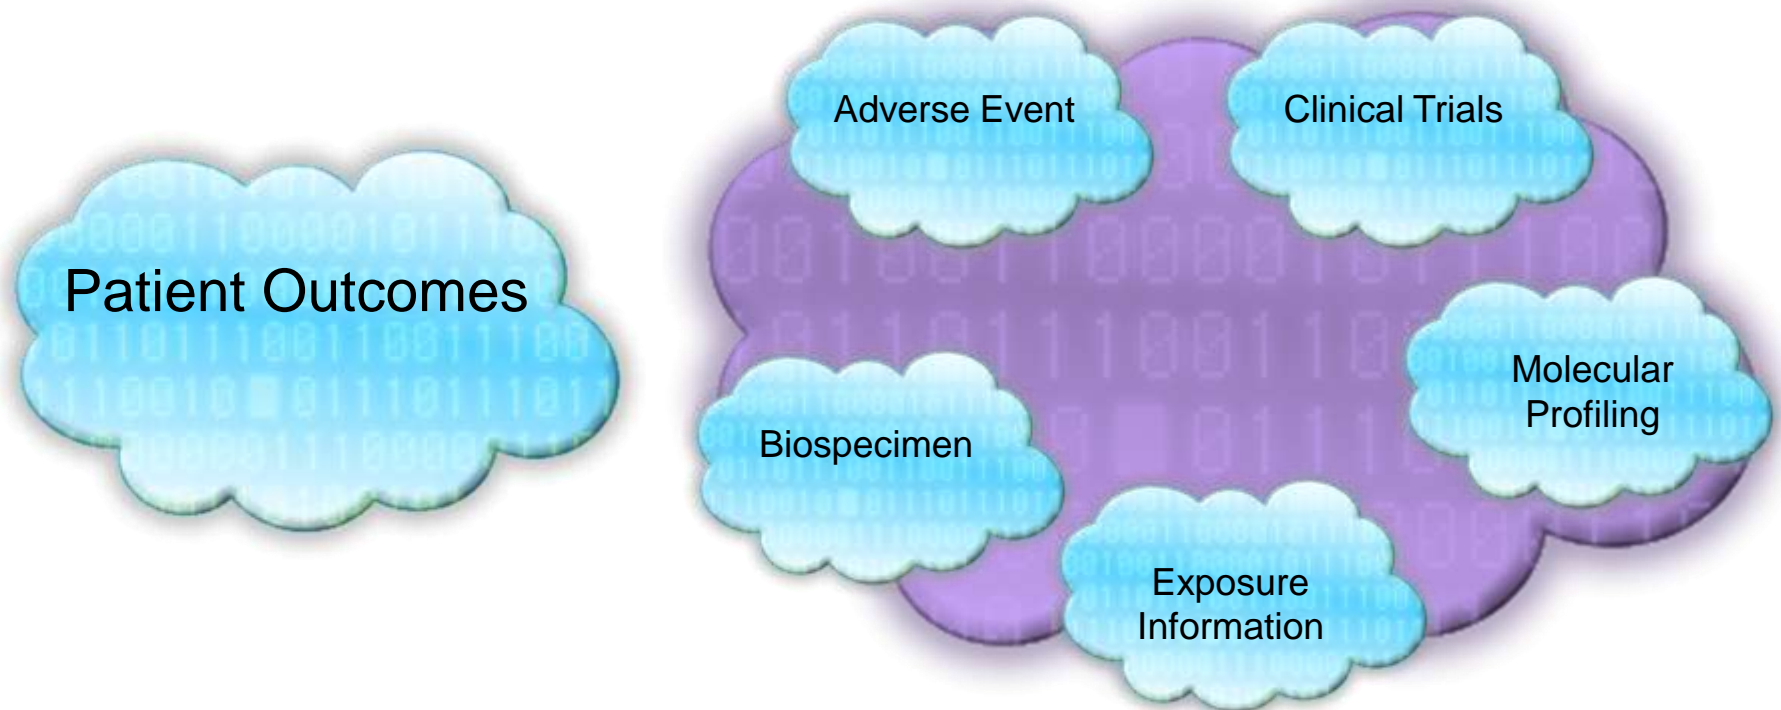 Adverse Event
Clinical Trials
Patient Outcomes
Molecular
Profiling
Biospecimen
Exposure
Information